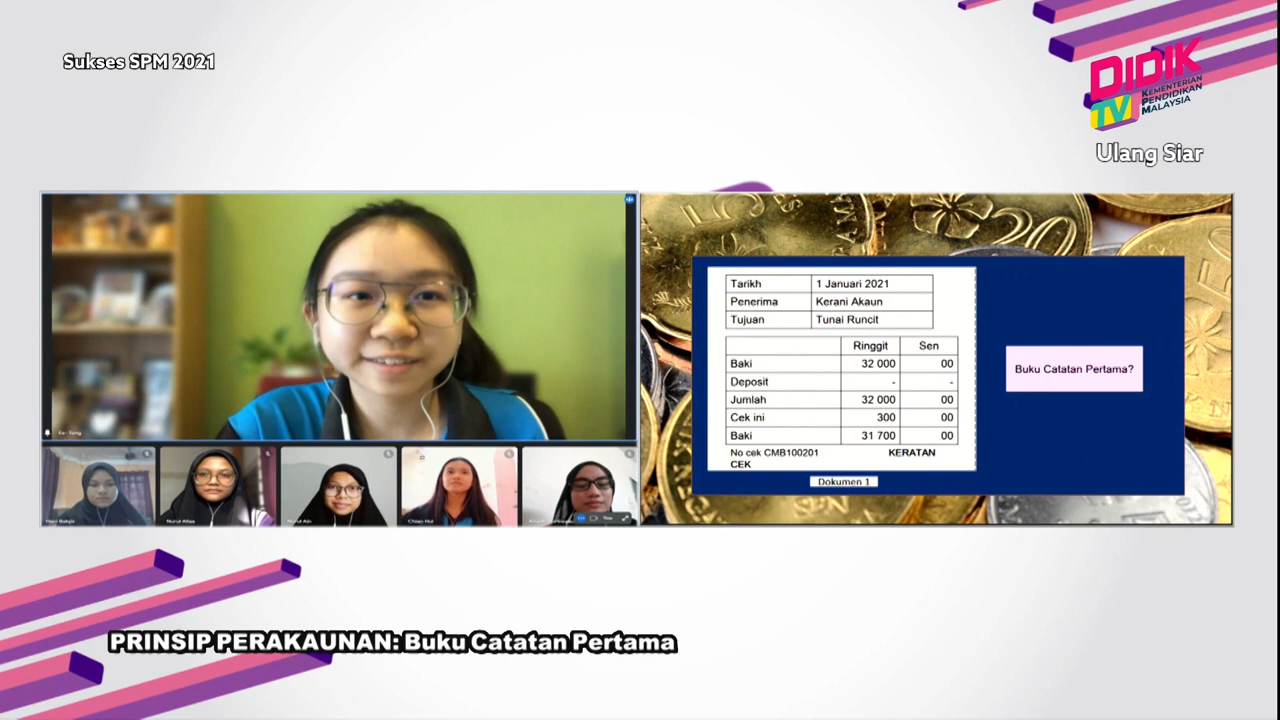 Sukses SPM 2021
DIDIK
TV
KEMENTERIAN
PENDIDIKAN
MALAYSIA
Ulang Siar
Tarikh 1 Januari 2021
Penerima Kerani Akaun
Tujuan Tunai Runcit
Ringgit Sen
Baki 32 000 00
Deposit - -
Jumlah 32 000 00
Cek ini 300 00
Baki 31 700 00
No cek CMB100201 KERATAN
CEK
Dokumen 1
Buku Catatan Pertama?
PRINSIP PERAKAUNAN: Buku Catatan Pertama